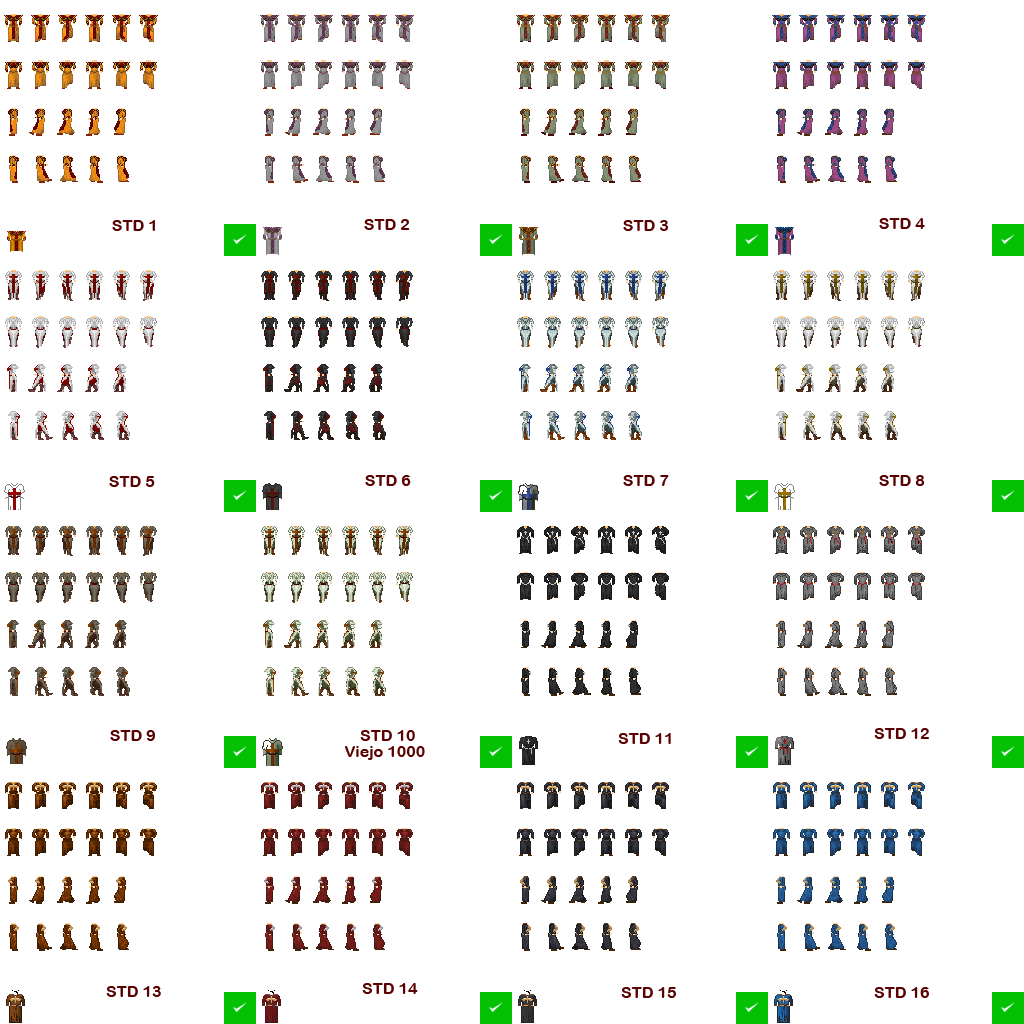 STD 1
STD 2
STD 3
STD 4
STD 5
STD 6
STD 7
STD 8
STD 9
STD 10
Viejo 1000
STD 11
STD 12
STD 13
STD 14
STD 15
STD 16